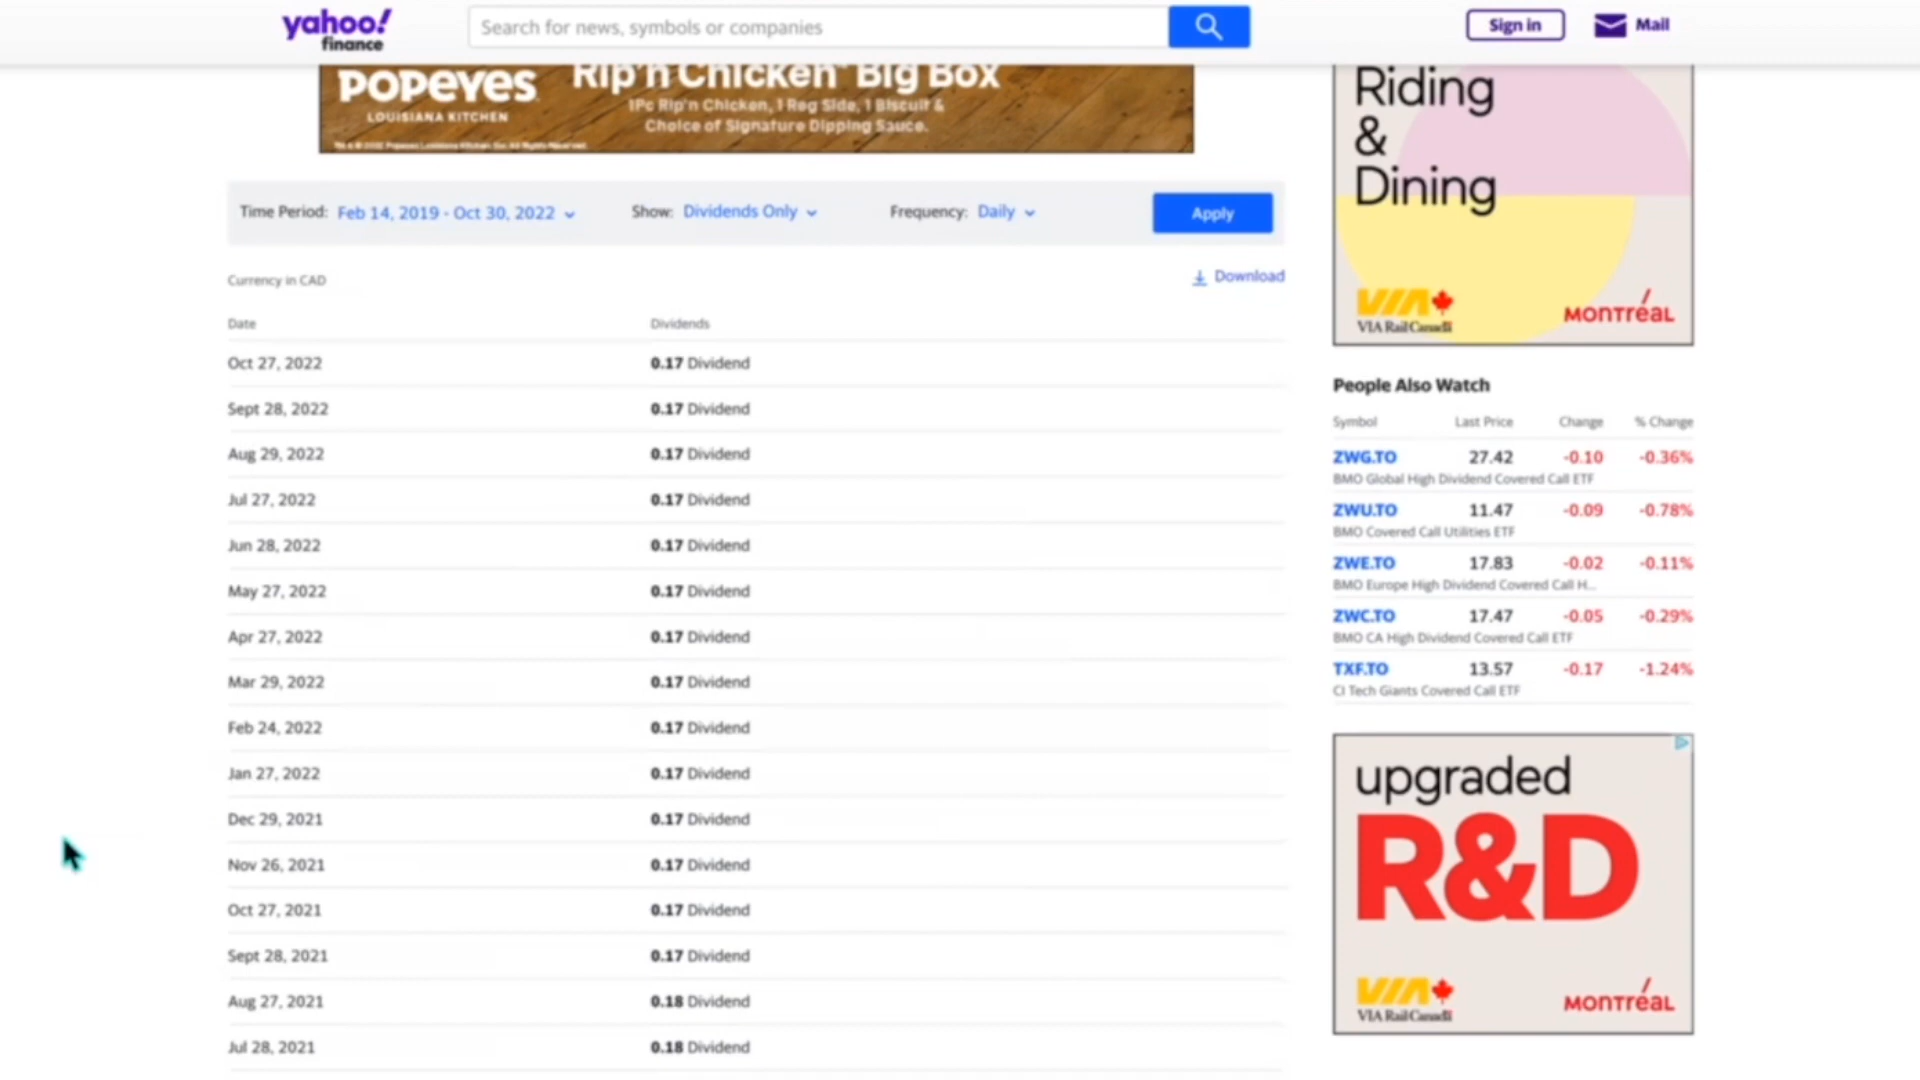 yahoo!
finance
Search for news, symbols or companies
Sign in
Mail
POPEYES
LOUISIANA KITCHEN
Rip'n Chicken Big Box
1Pc Rip'n Chicken, 1 Reg Side, 1 Biscuit &
Choice of Signature Dipping Sauce.
Time Period: Feb 14, 2019 - Oct 30, 2022
Show: Dividends Only
Frequency: Daily
Apply
Currency in CAD
Download
Date Dividends
Oct 27, 2022 0.17 Dividend
Sept 28, 2022 0.17 Dividend
Aug 29, 2022 0.17 Dividend
Jul 27, 2022 0.17 Dividend
Jun 28, 2022 0.17 Dividend
May 27, 2022 0.17 Dividend
Apr 27, 2022 0.17 Dividend
Mar 29, 2022 0.17 Dividend
Feb 24, 2022 0.17 Dividend
Jan 27, 2022 0.17 Dividend
Dec 29, 2021 0.17 Dividend
Nov 26, 2021 0.17 Dividend
Oct 27, 2021 0.17 Dividend
Sept 28, 2021 0.17 Dividend
Aug 27, 2021 0.18 Dividend
Jul 28, 2021 0.18 Dividend
Riding
&
Dining
VIA
VIA Rail Canada
MONTréAL
People Also Watch
Symbol Last Price Change % Change
ZWG.TO 27.42 -0.10 -0.36%
BMO Global High Dividend Covered Call ETF
ZWU.TO 11.47 -0.09 -0.78%
BMO Covered Call Utilities ETF
ZWE.TO 17.83 -0.02 -0.11%
BMO Europe High Dividend Covered Call H...
ZWC.TO 17.47 -0.05 -0.29%
BMO CA High Dividend Covered Call ETF
TXF.TO 13.57 -0.17 -1.24%
CI Tech Giants Covered Call ETF
upgraded
R&D
VIA
VIA Rail Canada
MONTréAL